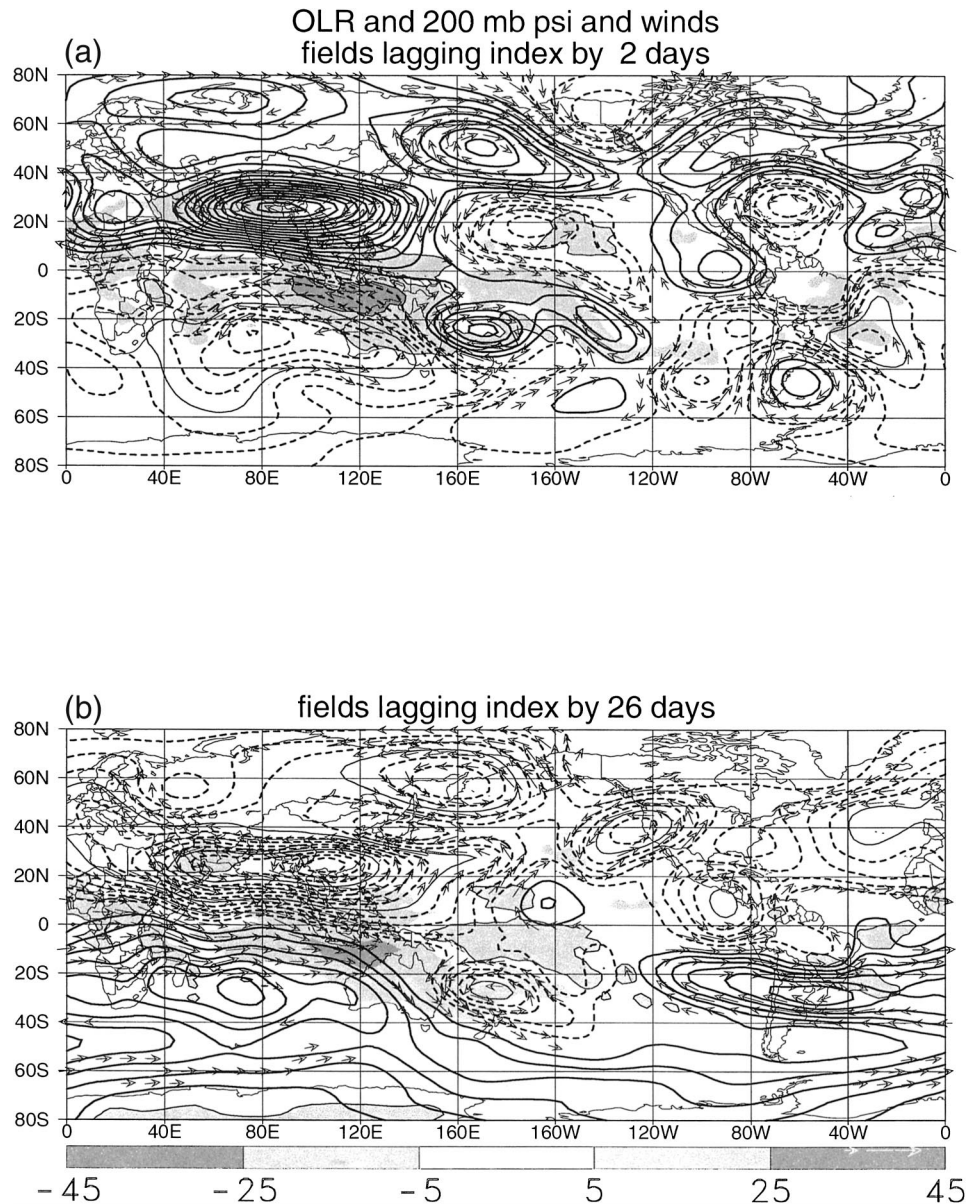 OLR and 200 mb psi and winds
(a) fields lagging index by 2 days
80N
60N
40N
20N
0
20S
40S
60S
80S
0 40E 80E 120E 160E 160W 120W 80W 40W 0
(b) fields lagging index by 26 days
80N
60N
40N
20N
0
20S
40S
60S
80S
0 40E 80E 120E 160E 160W 120W 80W 40W 0
-45 -25 -5 5 25 45